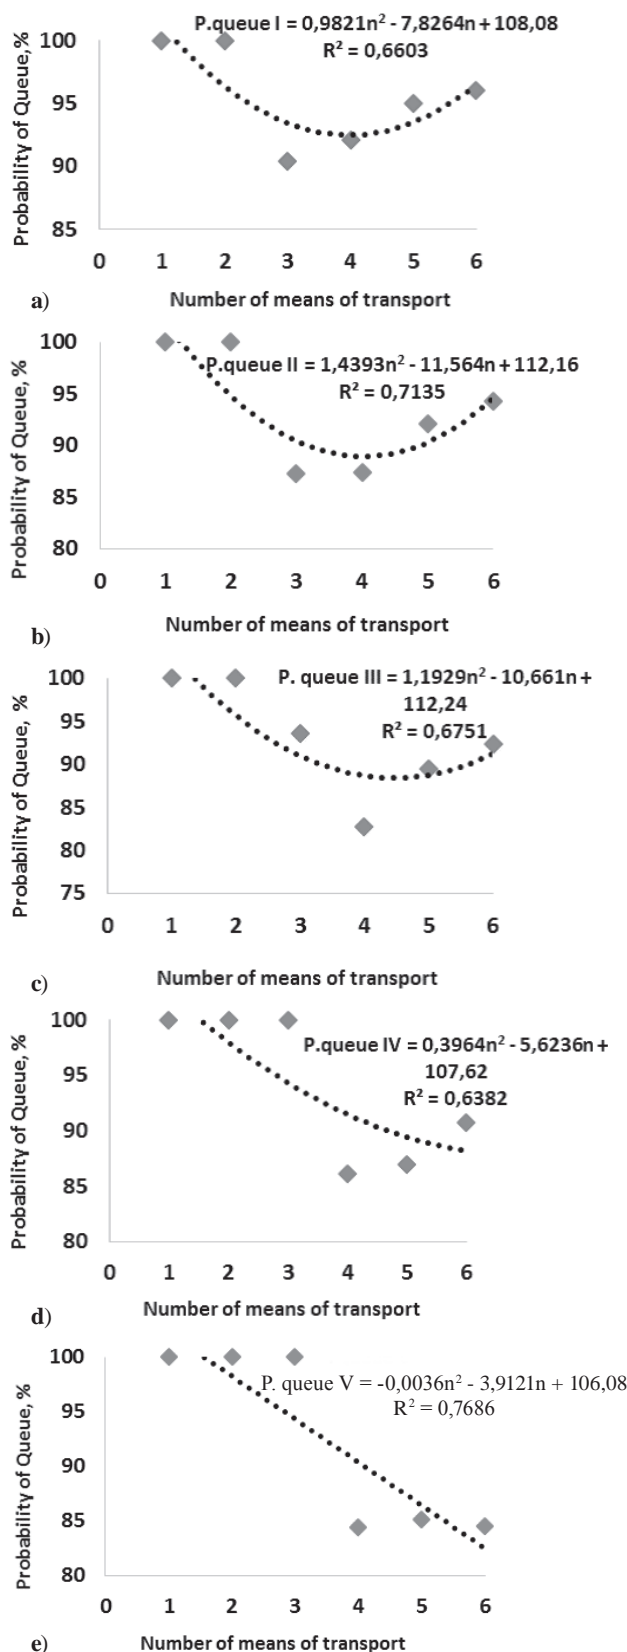 P.queue I = 0,9821n² - 7,8264n + 108,08
R² = 0,6603
Probability of Queue,%
100
95
90
85
0 1 2 3 4 5 6
a) Number of means of transport
P.queue II = 1,4393n² - 11,564n + 112,16
R² = 0,7135
Probability of Queue, %
100
95
90
85
80
0 1 2 3 4 5 6
Number of means of transport
b)
P. queue III = 1,1929n² - 10,661n +
112,24
R² = 0,6751
Probability of Queue, %
100
95
90
85
80
75
0 1 2 3 4 5 6
c) Number of means of transport
P.queue IV = 0,3964n² - 5,6236n +
107,62
R² = 0,6382
Probability of Queue, %
100
95
90
85
80
0 1 2 3 4 5 6
d) Number of means of transport
P. queue V = -0,0036n² - 3,9121n + 106,08
R² = 0,7686
Probability of Queue, %
100
95
90
85
80
0 1 2 3 4 5 6
e) Number of means of transport